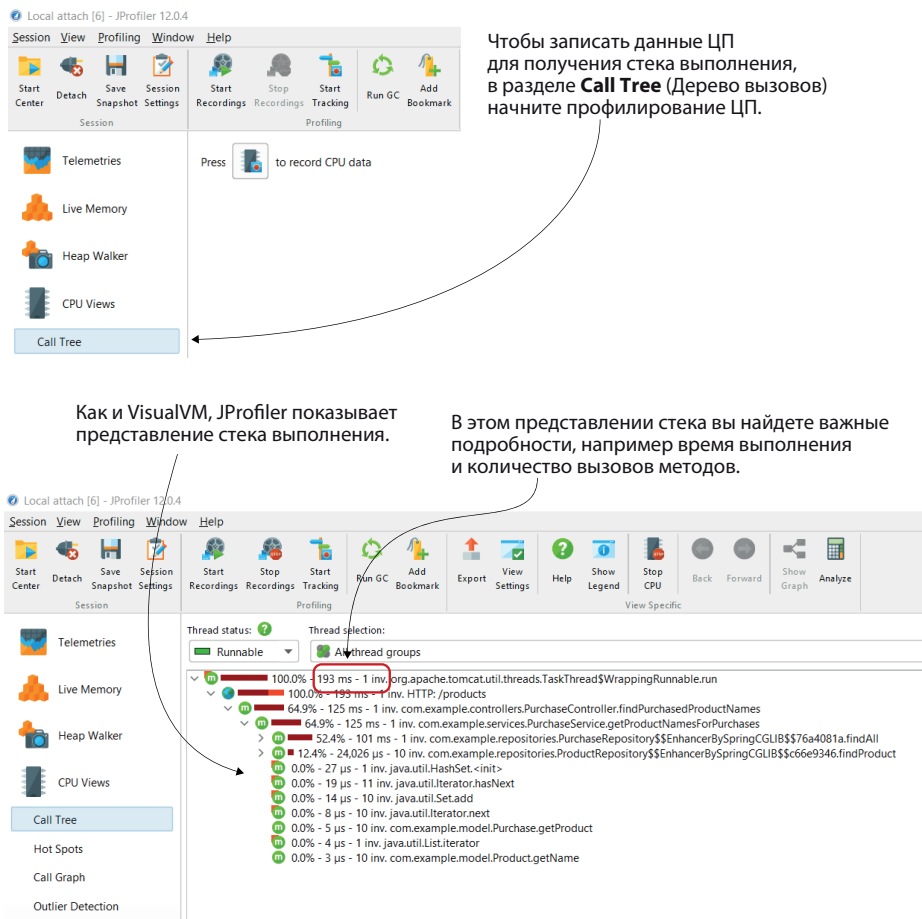 Local attach [6] - JProfiler 12.0.4
Session View Profiling Window Help
Start Center Detach Save Snapshot Session Settings Start Recordings Stop Recordings Start Tracking Run GC Add Bookmark
Session Profiling
Чтобы записать данные ЦП
для получения стека выполнения,
в разделе Call Tree (Дерево вызовов)
начните профилирование ЦП.
Telemetries
Press to record CPU data
Live Memory
Heap Walker
CPU Views
Call Tree
Как и VisualVM, JProfiler показывает
представление стека выполнения.
В этом представлении стека вы найдете важные
подробности, например время выполнения
и количество вызовов методов.
Local attach [6] - JProfiler 12.0.4
Session View Profiling Window Help
Start Center Detach Save Snapshot Session Settings Start Recordings Stop Recordings Start Tracking Run GC Add Bookmark Export View Settings Help Show Legend Stop CPU Back Forward Show Graph Analyze
Session Profiling View Specific
Thread status: ? Thread selection:
Runnable All thread groups
Telemetries
Live Memory
Heap Walker
CPU Views
Call Tree
Hot Spots
Call Graph
Outlier Detection
100.0% - 193 ms - 1 inv. org.apache.tomcat.util.threads.TaskThread$WrappingRunnable.run
100.0% - 193 ms - 1 inv. HTTP: /products
64.9% - 125 ms - 1 inv. com.example.controllers.PurchaseController.findPurchasedProductNames
64.9% - 125 ms - 1 inv. com.example.services.PurchaseService.getProductNamesForPurchases
52.4% - 101 ms - 1 inv. com.example.repositories.PurchaseRepository$$EnhancerBySpringCGLIB$$76a4081a.findAll
12.4% - 24,026 µs - 10 inv. com.example.repositories.ProductRepository$$EnhancerBySpringCGLIB$$c66e9346.findProduct
0.0% - 27 µs - 1 inv. java.util.HashSet.<init>
0.0% - 19 µs - 11 inv. java.util.Iterator.hasNext
0.0% - 14 µs - 10 inv. java.util.Set.add
0.0% - 8 µs - 10 inv. java.util.Iterator.next
0.0% - 5 µs - 10 inv. com.example.model.Purchase.getProduct
0.0% - 4 µs - 1 inv. java.util.List.iterator
0.0% - 3 µs - 10 inv. com.example.model.Product.getName